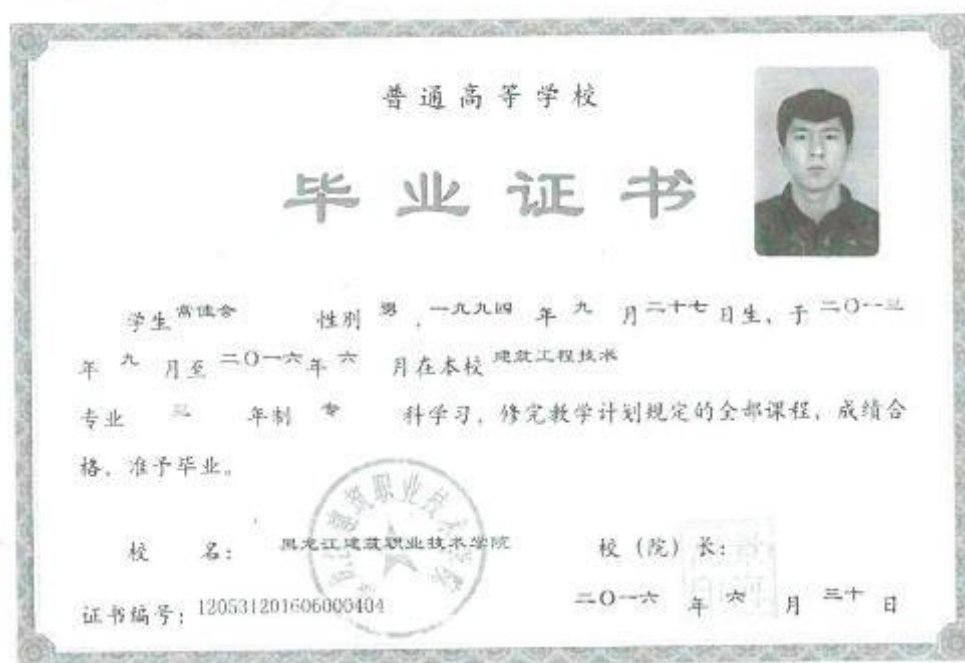 普通高等学校
毕业证书
学生 性别 男，一九九四年九月二十七日生，于二〇一三
年九月至二〇一六年六月在本校建筑工程技术
专业三年制专科学习，修完教学计划规定的全部课程，成绩合
格，准予毕业。
校名：黑龙江建筑职业技术学院 校（院）长：
证书编号：120531201606000404 二〇一六年六月三十日